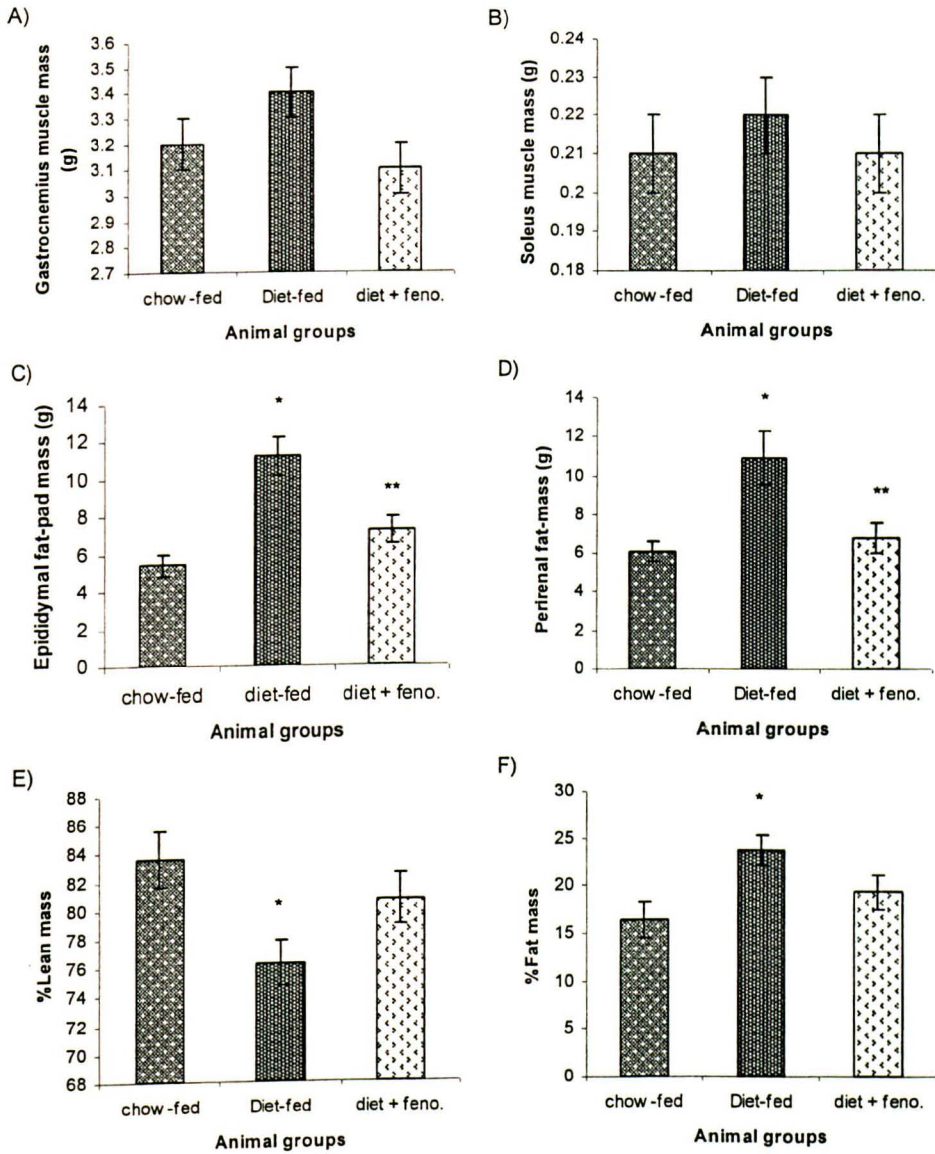 A)
Gastrocnemius muscle mass
(g)
3.6
3.5
3.4
3.3
3.2
3.1
3
2.9
2.8
2.7
chow-fed Diet-fed diet + feno.
Animal groups
B)
Soleus muscle mass (g)
0.24
0.23
0.22
0.21
0.2
0.19
0.18
chow-fed Diet-fed diet + feno.
Animal groups
C)
Epididymal fat-pad mass (g)
14
12
10
8
6
4
2
0
*
**
chow-fed diet-fed diet + feno.
Animal groups
D)
Perirenal fat-mass (g)
14
12
10
8
6
4
2
0
*
**
chow-fed Diet-fed diet + feno.
Animal groups
E)
%Lean mass
88
86
84
82
80
78
76
74
72
70
68
*
chow-fed Diet-fed diet + feno.
Animal groups
F)
%Fat mass
30
25
20
15
10
5
0
*
chow-fed Diet-fed diet + feno.
Animal groups